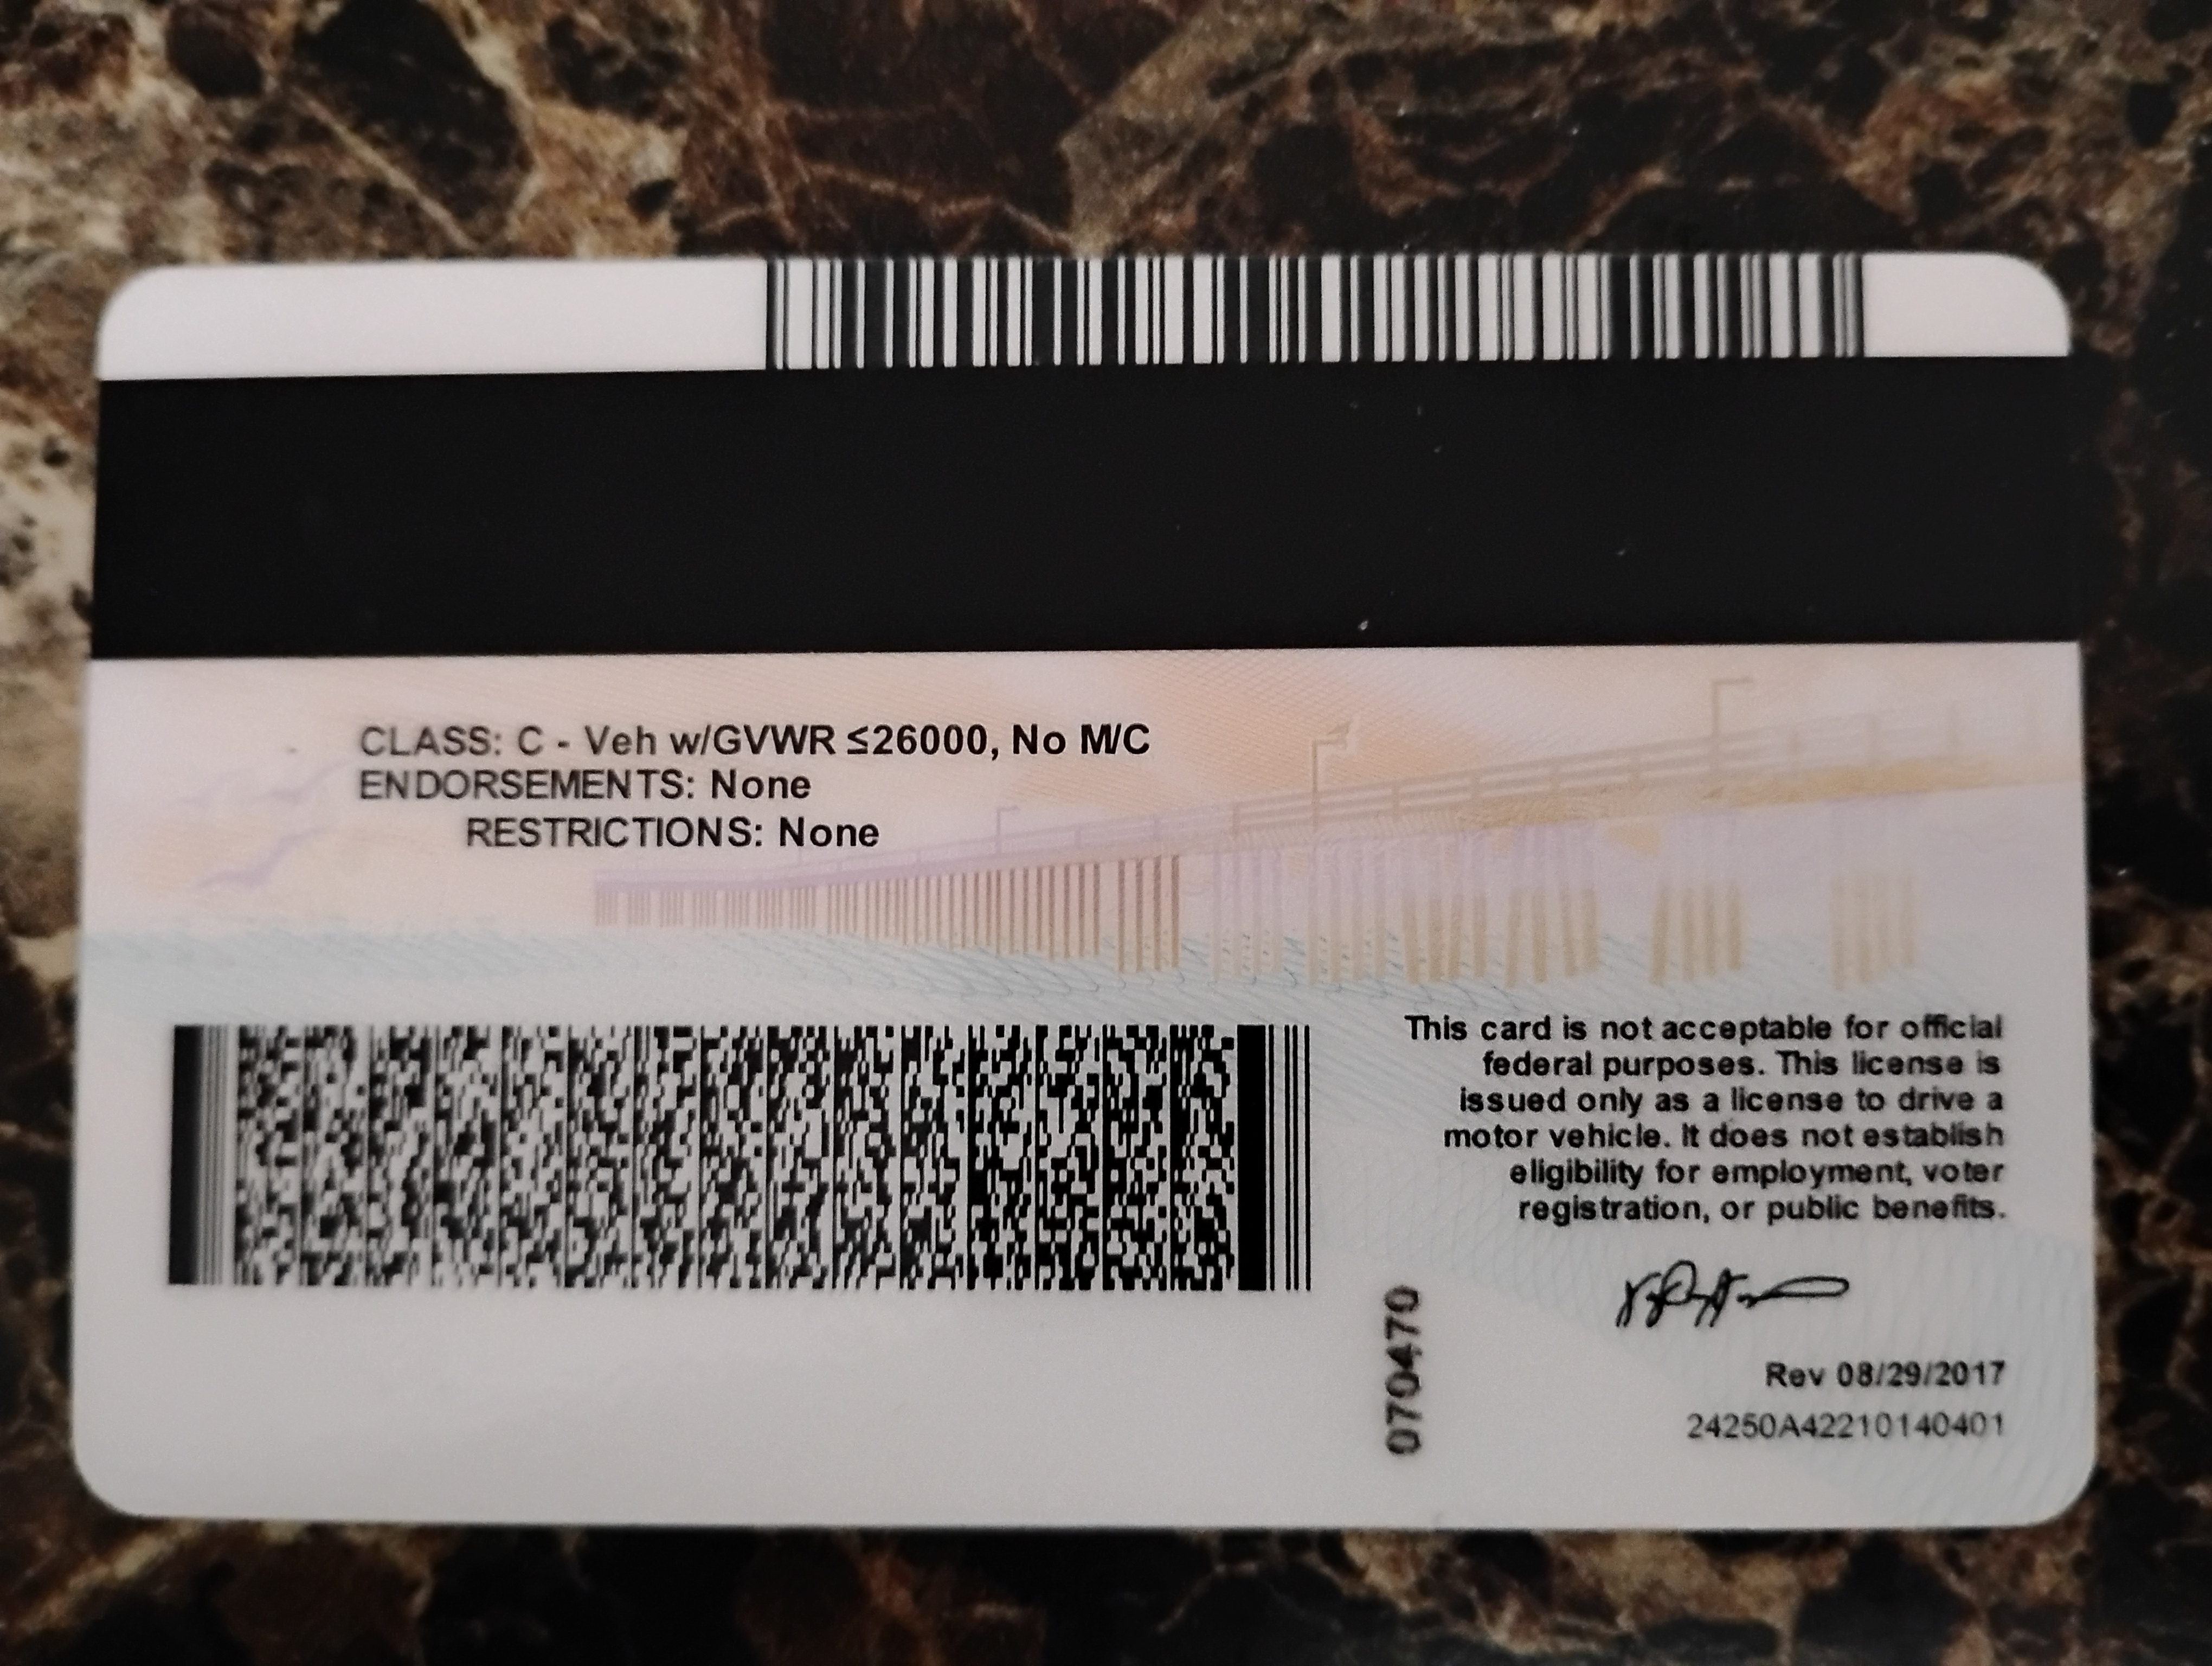 CLASS: C - Veh w/GVWR ≤26000, No M/C
ENDORSEMENTS: None
RESTRICTIONS: None
This card is not acceptable for official
federal purposes. This license is
issued only as a license to drive a
motor vehicle. It does not establish
eligibility for employment, voter
registration, or public benefits.
0704470
Rev 08/29/2017
24250A42210140401